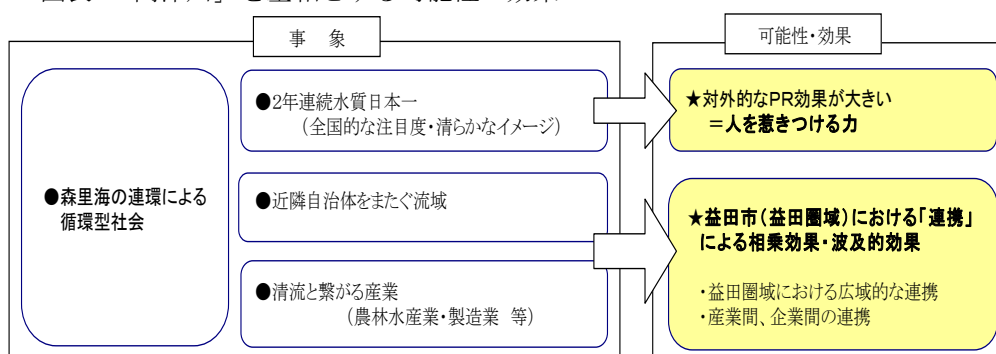 事　象
可能性・効果
●森里海の連環による
循環型社会
●2年連続水質日本一
（全国的な注目度・清らかなイメージ）
●近隣自治体をまたぐ流域
●清流と繋がる産業
（農林水産業・製造業　等）
★対外的なPR効果が大きい
＝人を惹きつける力
★益田市（益田圏域）における「連携」
による相乗効果・波及的効果
・益田圏域における広域的な連携
・産業間、企業間の連携